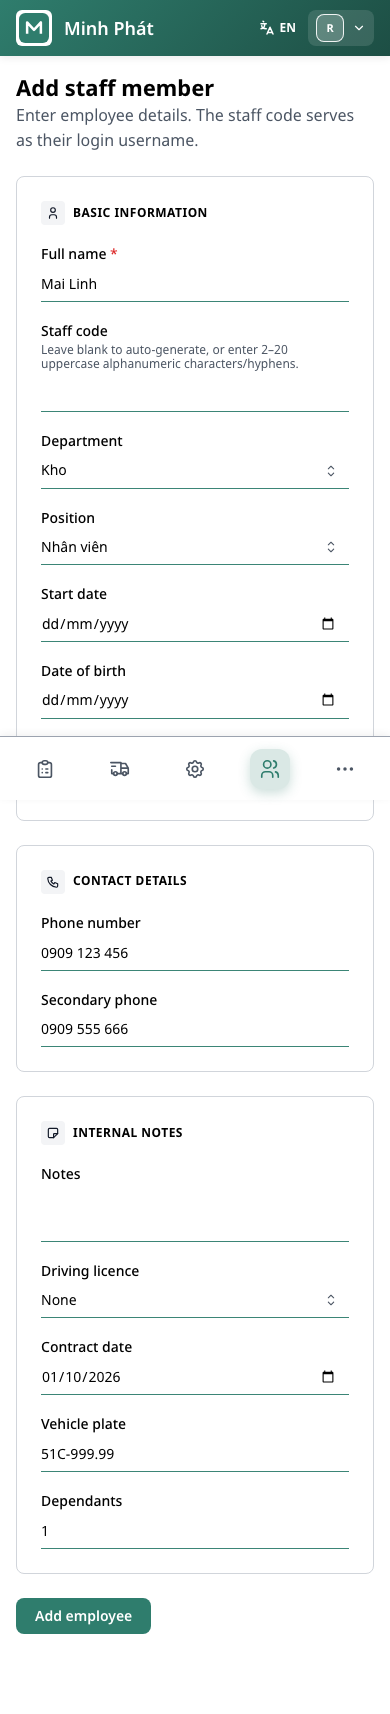 Minh Phát
EN
R
Add staff member
Enter employee details. The staff code serves
as their login username.
BASIC INFORMATION
Full name *
Mai Linh
Staff code
Leave blank to auto-generate, or enter 2–20
uppercase alphanumeric characters/hyphens.
Department
Kho
Position
Nhân viên
Start date
dd/mm/yyyy
Date of birth
dd/mm/yyyy
CONTACT DETAILS
Phone number
0909 123 456
Secondary phone
0909 555 666
INTERNAL NOTES
Notes
Driving licence
None
Contract date
01/10/2026
Vehicle plate
51C-999.99
Dependants
1
Add employee